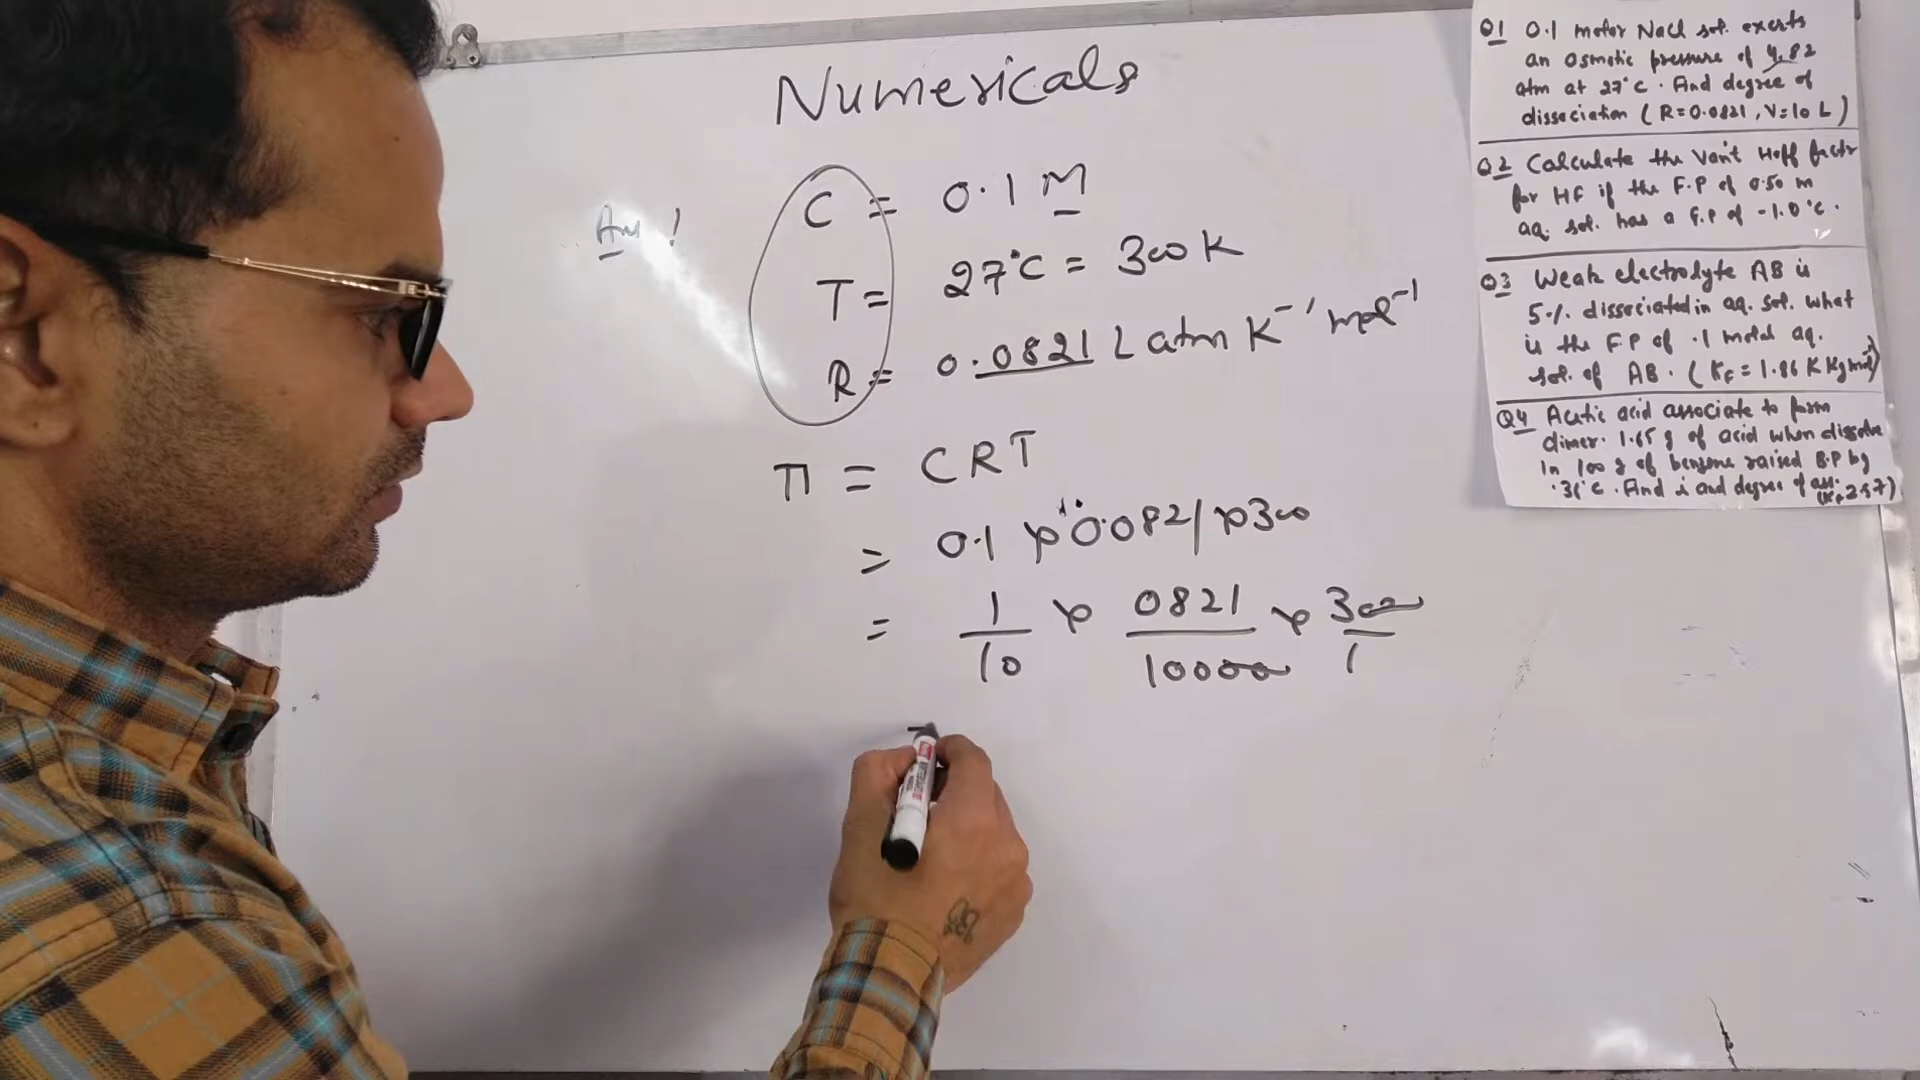 Numericals
Ans!
C = 0.1 M
T = 27°C = 300 K
R = 0.0821 L atm K⁻¹ mol⁻¹
π = CRT
= 0.1 × 0.0821 × 300
= 1/10 × 0821/10000 × 300/1
Q1 0.1 molar NaCl sol. exerts
an osmotic pressure of 4.82
atm at 27°C. Find degree of
dissociation (R=0.0821, V=10 L)
Q2 Calculate the Van't Hoff factr
for HF if the F.P of 0.50 m
aq. sol. has a F.P of -1.0°C.
Q3 Weak electrolyte AB is
5%. dissociated in aq. sol. what
is the F.P of .1 molal aq.
sol. of AB. (KF = 1.86 K Kg mol⁻¹)
Q4 Acetic acid associate to form
dimer. 1.65 g of acid when dissolve
in 100 g of benzene raised B.P by
.36°C. Find i and degree of ass.
2.57)